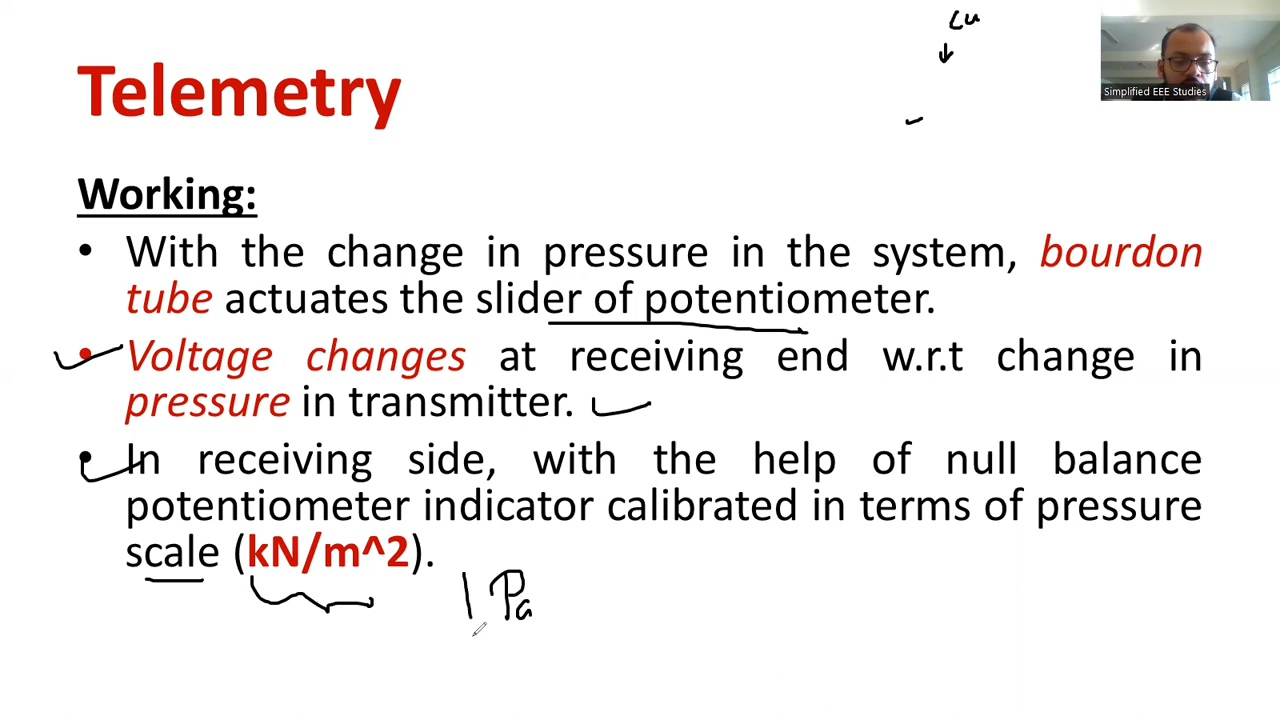 Cu
Simplified EEE Studies
Telemetry
Working:
• With the change in pressure in the system, bourdon
tube actuates the slider of potentiometer.
• Voltage changes at receiving end w.r.t change in
pressure in transmitter.
• In receiving side, with the help of null balance
potentiometer indicator calibrated in terms of pressure
scale (kN/m^2).
1 Pa